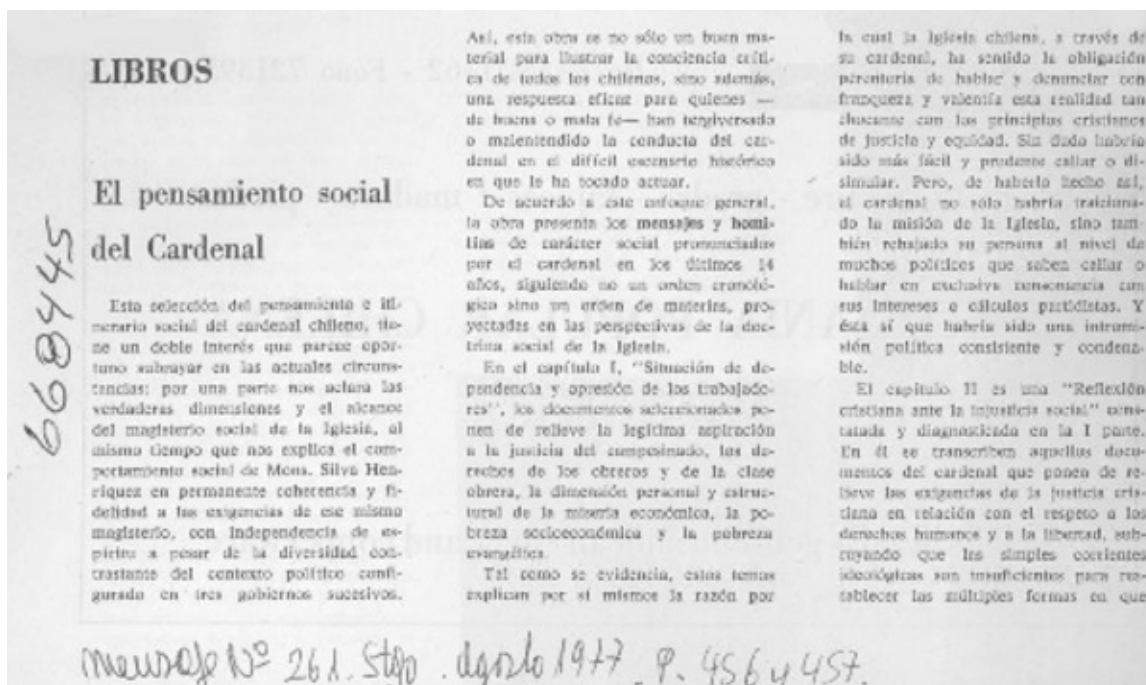 LIBROS
El pensamiento social
del Cardenal
Esta selección del pensamiento e iti-
nerario social del cardenal chileno, tie-
ne un doble interés que parece opor-
tuno subrayar en las actuales circuns-
tancias: por una parte nos aclara las
verdaderas dimensiones y el alcance
del magisterio social de la Iglesia, al
mismo tiempo que nos explica el com-
portamiento social de Mons. Silva Hen-
ríquez en permanente coherencia y fi-
delidad a las exigencias de ese mismo
magisterio, con independencia de es-
píritu a pesar de la diversidad con-
trastante del contexto político confi-
gurado en tres gobiernos sucesivos.
Así, esta obra es no sólo un buen ma-
terial para ilustrar la conciencia críti-
ca de todos los chilenos, sino además,
una respuesta eficaz para quienes —
de buena o mala fe— han tergiversado
o malentendido la conducta del car-
denal en el difícil escenario histórico
en que le ha tocado actuar.
De acuerdo a este enfoque general,
la obra presenta los mensajes y homi-
lías de carácter social pronunciadas
por el cardenal en los últimos 14
años, siguiendo no un orden cronoló-
gico sino un orden de materias, pro-
yectadas en las perspectivas de la doc-
trina social de la Iglesia.
En el capítulo I, "Situación de de-
pendencia y opresión de los trabajado-
res", los documentos seleccionados po-
nen de relieve la legítima aspiración
a la justicia del campesinado, los de-
rechos de los obreros y de la clase
obrera, la dimensión personal y estruc-
tural de la miseria económica, la po-
breza socioeconómica y la pobreza
evangélica.
Tal como se evidencia, estos temas
explican por sí mismos la razón por
la cual la Iglesia chilena, a través de
su cardenal, ha sentido la obligación
perentoria de hablar y denunciar con
franqueza y valentía esta realidad tan
chocante con los principios cristianos
de justicia y equidad. Sin duda habría
sido más fácil y prudente callar o di-
simular. Pero, de haberlo hecho así,
el cardenal no sólo habría traiciona-
do la misión de la Iglesia, sino tam-
bién rebajado su persona al nivel de
muchos políticos que saben callar o
hablar en exclusiva consonancia con
sus intereses o cálculos partidistas. Y
ésta sí que habría sido una intromi-
sión política consistente y condena-
ble.
El capítulo II es una "Reflexión
cristiana ante la injusticia social" cons-
tatada y diagnosticada en la I parte.
En él se transcriben aquellos docu-
mentos del cardenal que ponen de re-
lieve las exigencias de la justicia cris-
tiana en relación con el respeto a los
derechos humanos y a la libertad, sub-
rayando que las simples corrientes
ideológicas son insuficientes para res-
tablecer las múltiples formas en que
668445
mensaje Nº 261. Stgo. agosto 1977. P. 456 y 457.